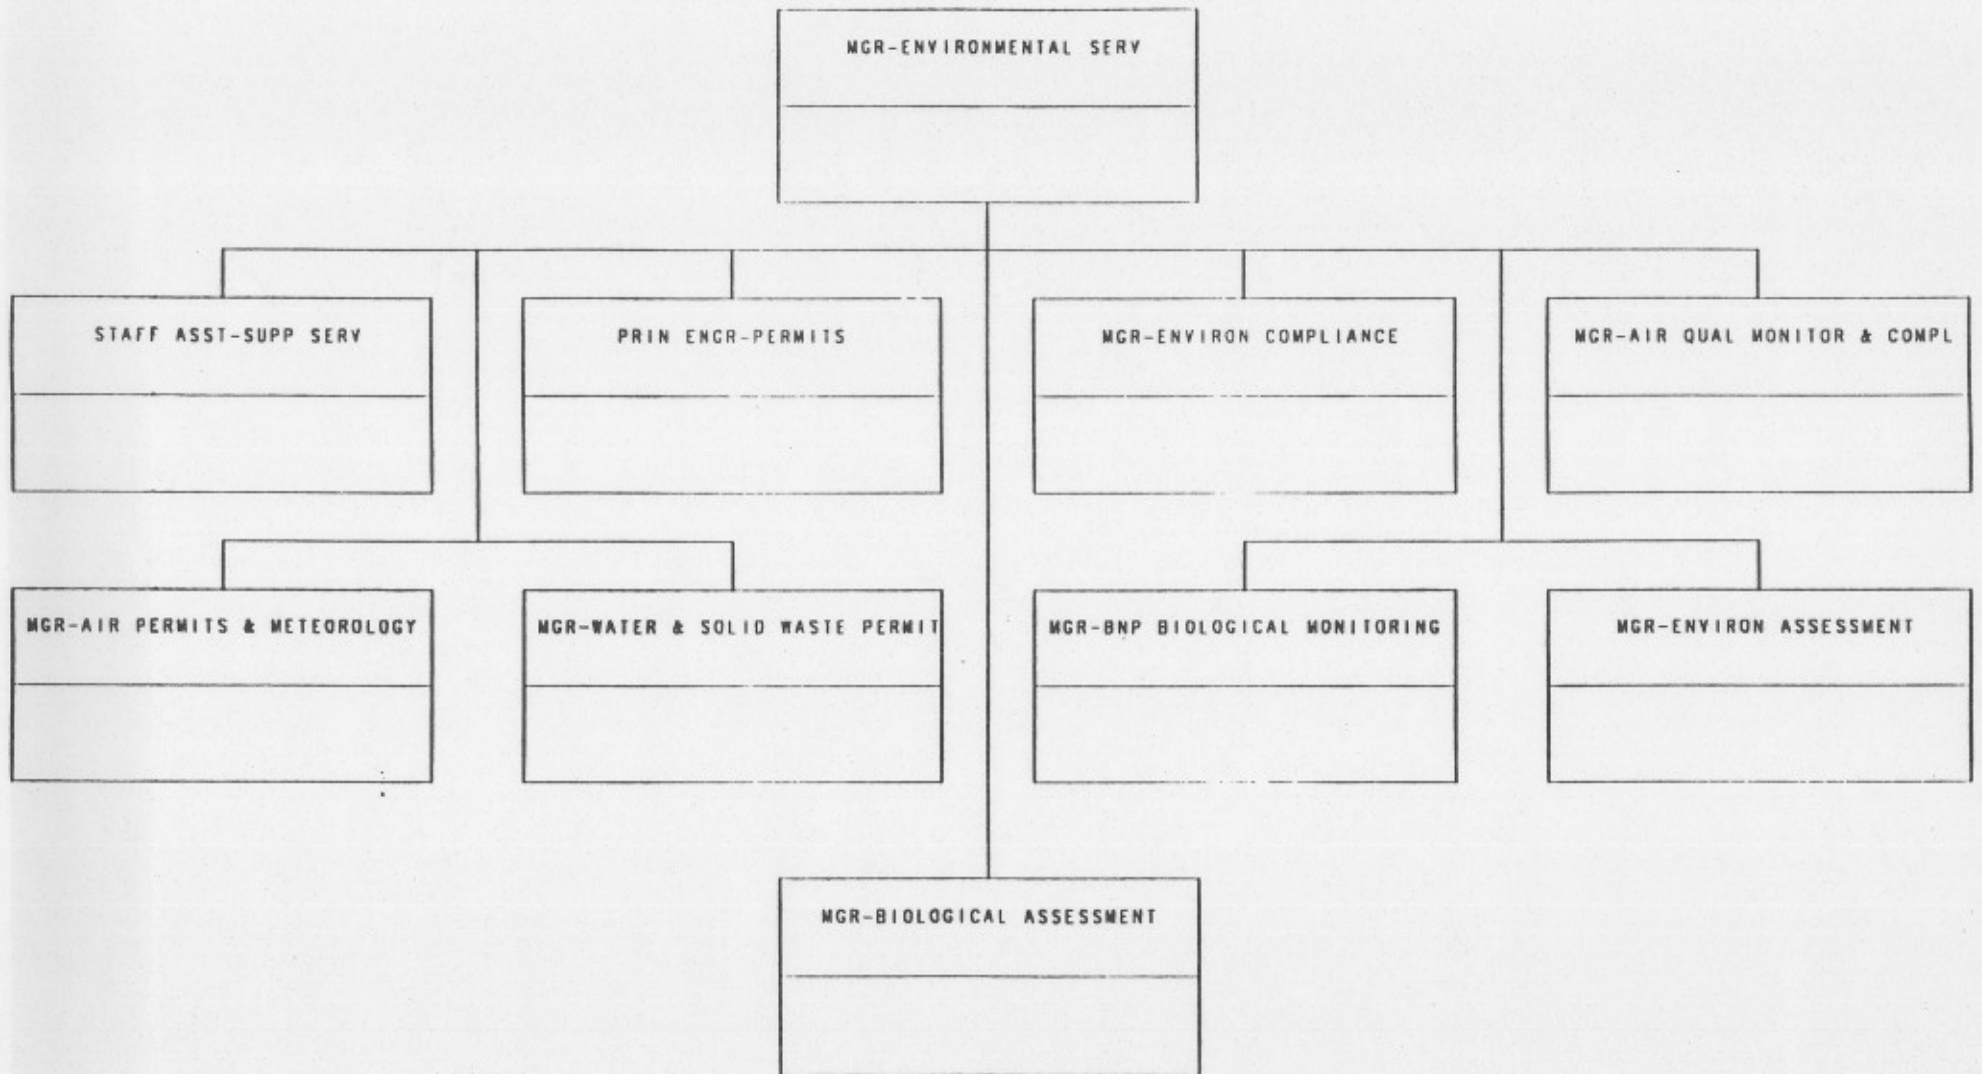 MGR-ENVIRONMENTAL SERV
STAFF ASST-SUPP SERV
PRIN ENGR-PERMITS
MGR-ENVIRON COMPLIANCE
MGR-AIR QUAL MONITOR & COMPL
MGR-AIR PERMITS & METEOROLOGY
MGR-WATER & SOLID WASTE PERMIT
MGR-BNP BIOLOGICAL MONITORING
MGR-ENVIRON ASSESSMENT
MGR-BIOLOGICAL ASSESSMENT